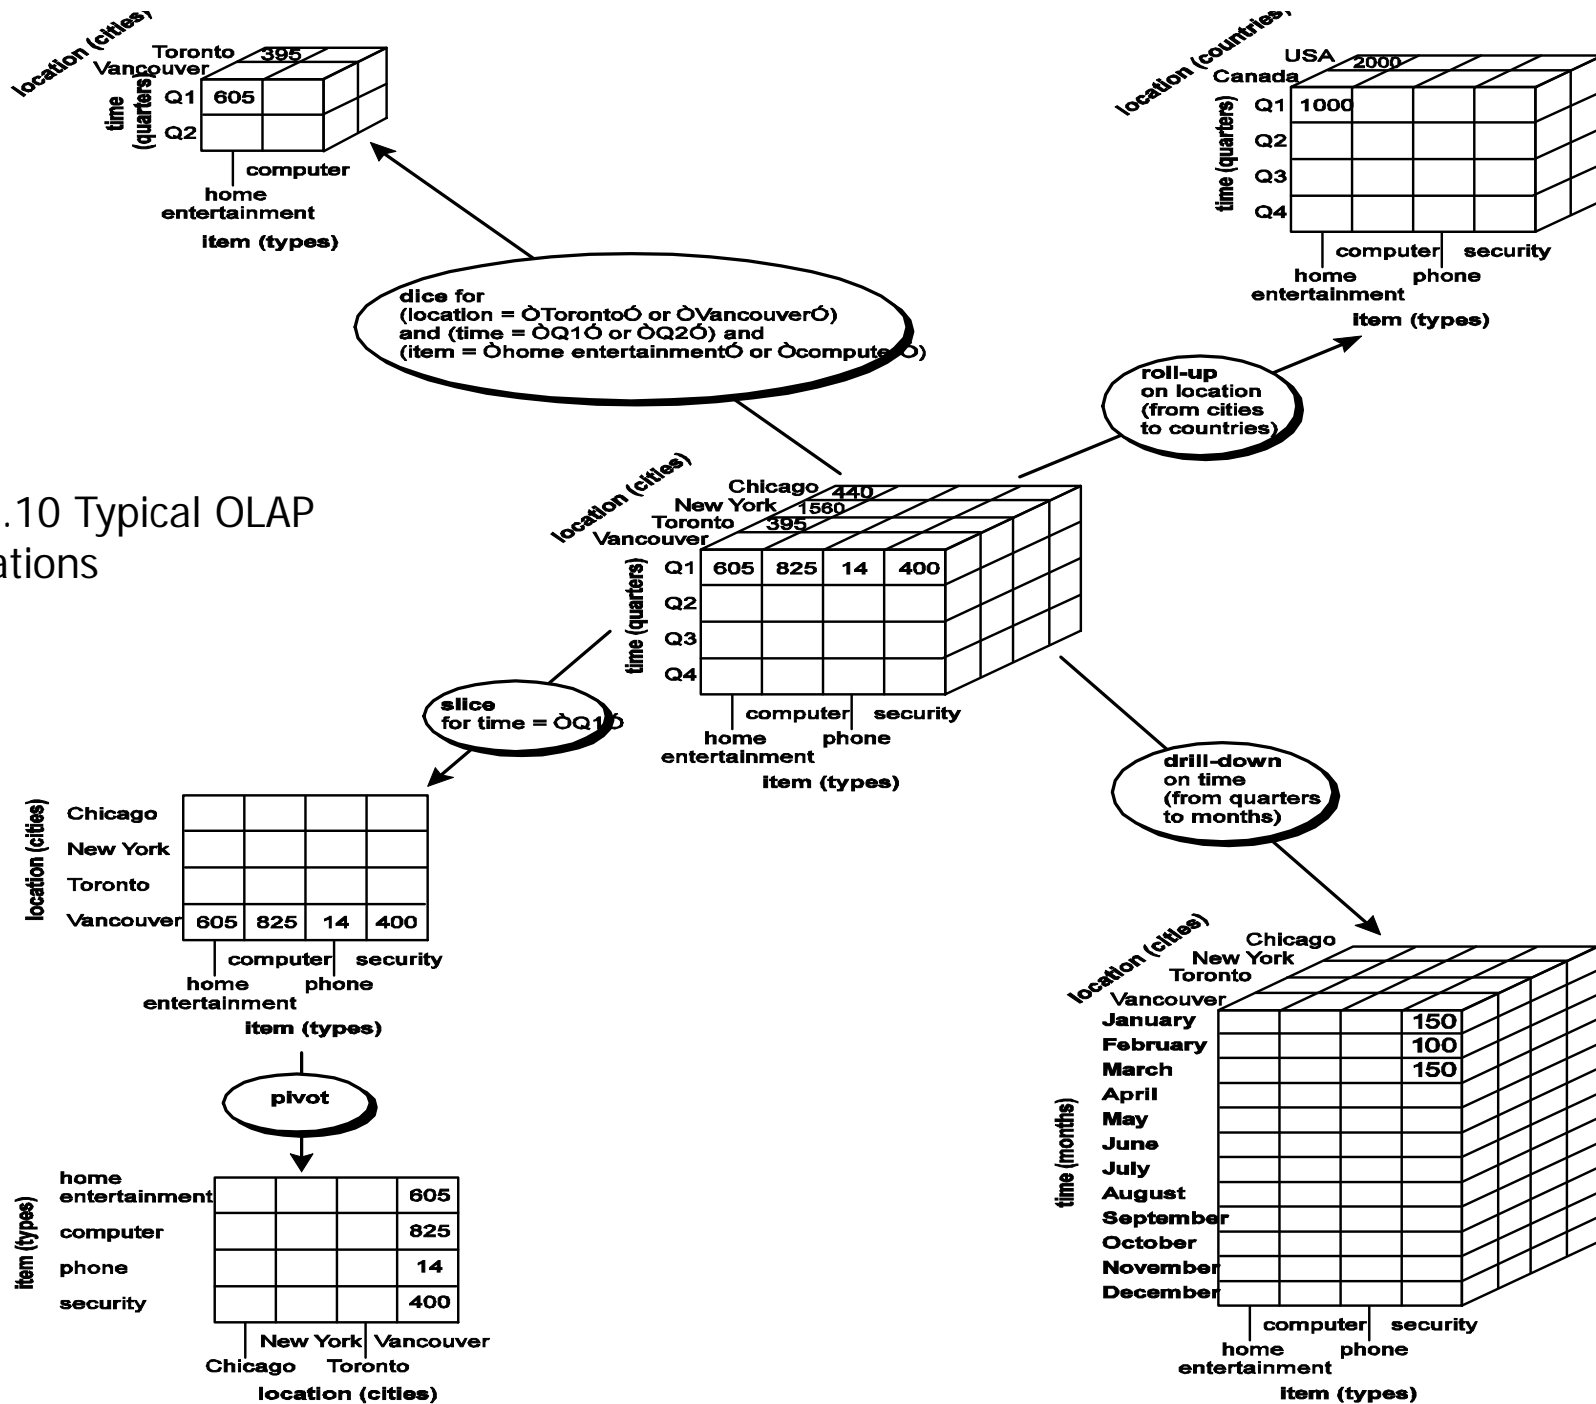 location (cities)
Toronto 395
Vancouver
time
(quarters)
Q1 605
Q2
computer
home
entertainment
item (types)
location (countries)
USA 2000
Canada
time (quarters)
Q1 1000
Q2
Q3
Q4
computer security
home phone
entertainment
item (types)
dice for
(location = ÒTorontoÓ or ÒVancouverÓ)
and (time = ÒQ1Ó or ÒQ2Ó) and
(item = Òhome entertainmentÓ or ÒcomputerÓ)
roll-up
on location
(from cities
to countries)
.10 Typical OLAP
ations
location (cities)
Chicago 440
New York 1560
Toronto 395
Vancouver
time (quarters)
Q1 605 825 14 400
Q2
Q3
Q4
computer security
home phone
entertainment
item (types)
slice
for time = ÒQ1Ó
drill-down
on time
(from quarters
to months)
location (cities)
Chicago
New York
Toronto
Vancouver 605 825 14 400
computer security
home phone
entertainment
item (types)
pivot
item (types)
home
entertainment 605
computer 825
phone 14
security 400
New York Vancouver
Chicago Toronto
location (cities)
location (cities)
Chicago
New York
Toronto
Vancouver
time (months)
January 150
February 100
March 150
April
May
June
July
August
September
October
November
December
computer security
home phone
entertainment
item (types)